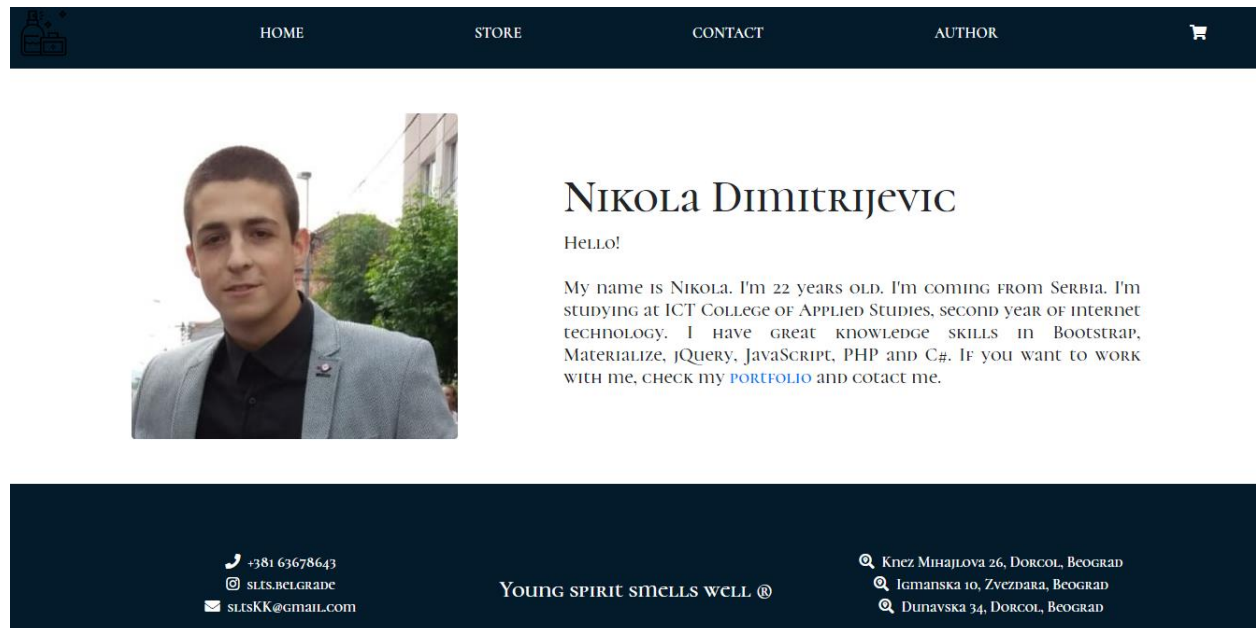 HOME STORE CONTACT AUTHOR
Nikola Dimitrijevic
Hello!
My name is Nikola. I'm 22 years old. I'm coming from Serbia. I'm
studying at ICT College of Applied Studies, second year of internet
technology. I have great knowledge skills in Bootstrap,
Materialize, jQuery, JavaScript, PHP and C#. If you want to work
with me, check my portfolio and cotact me.
+381 63678643
sits.belgrade
sitsKK@gmail.com
Young spirit smells well ®
Knez Mihajlova 26, Dorcol, Beograd
Igmanska 10, Zvezdara, Beograd
Dunavska 34, Dorcol, Beograd